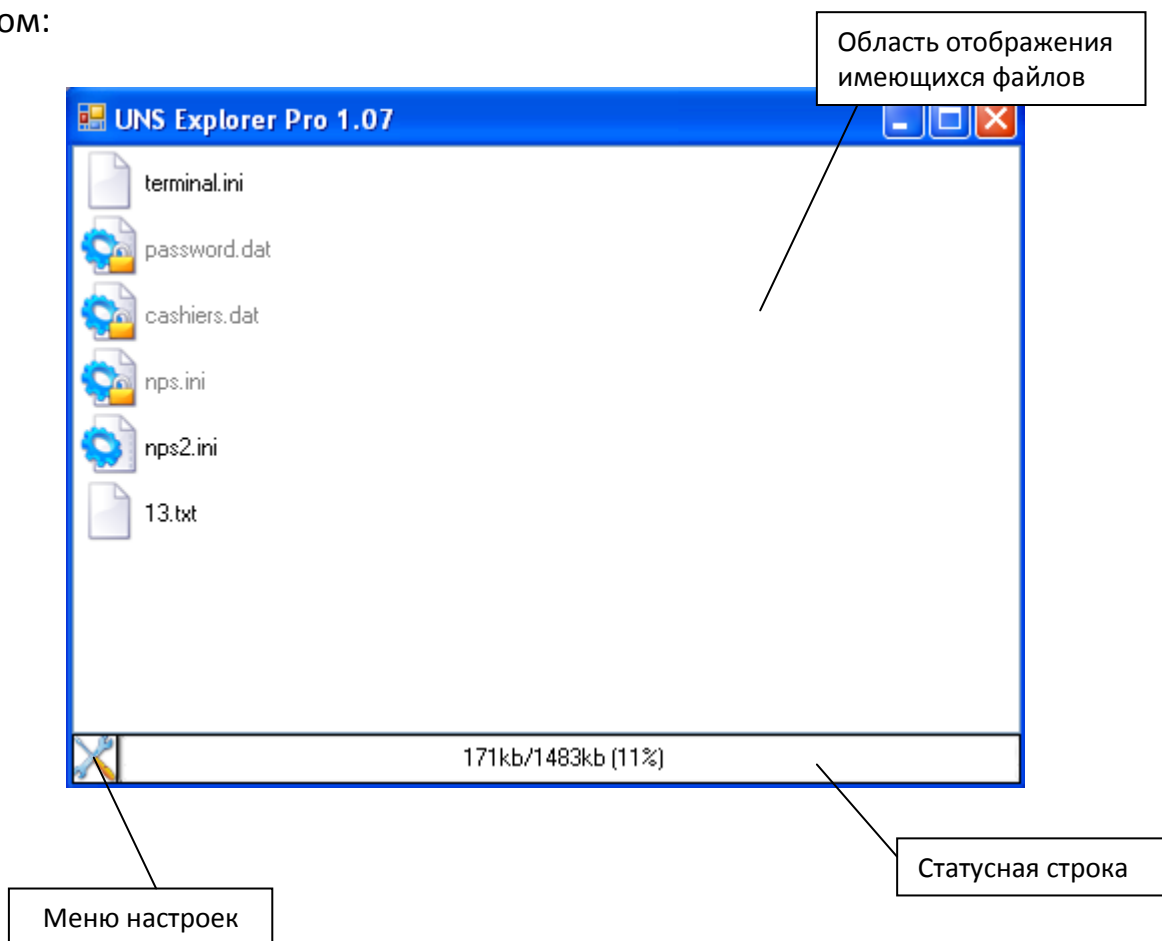 ом:
Область отображения
имеющихся файлов
UNS Explorer Pro 1.07
terminal.ini
password.dat
cashiers.dat
nps.ini
nps2.ini
13.txt
171kb/1483kb (11%)
Статусная строка
Меню настроек